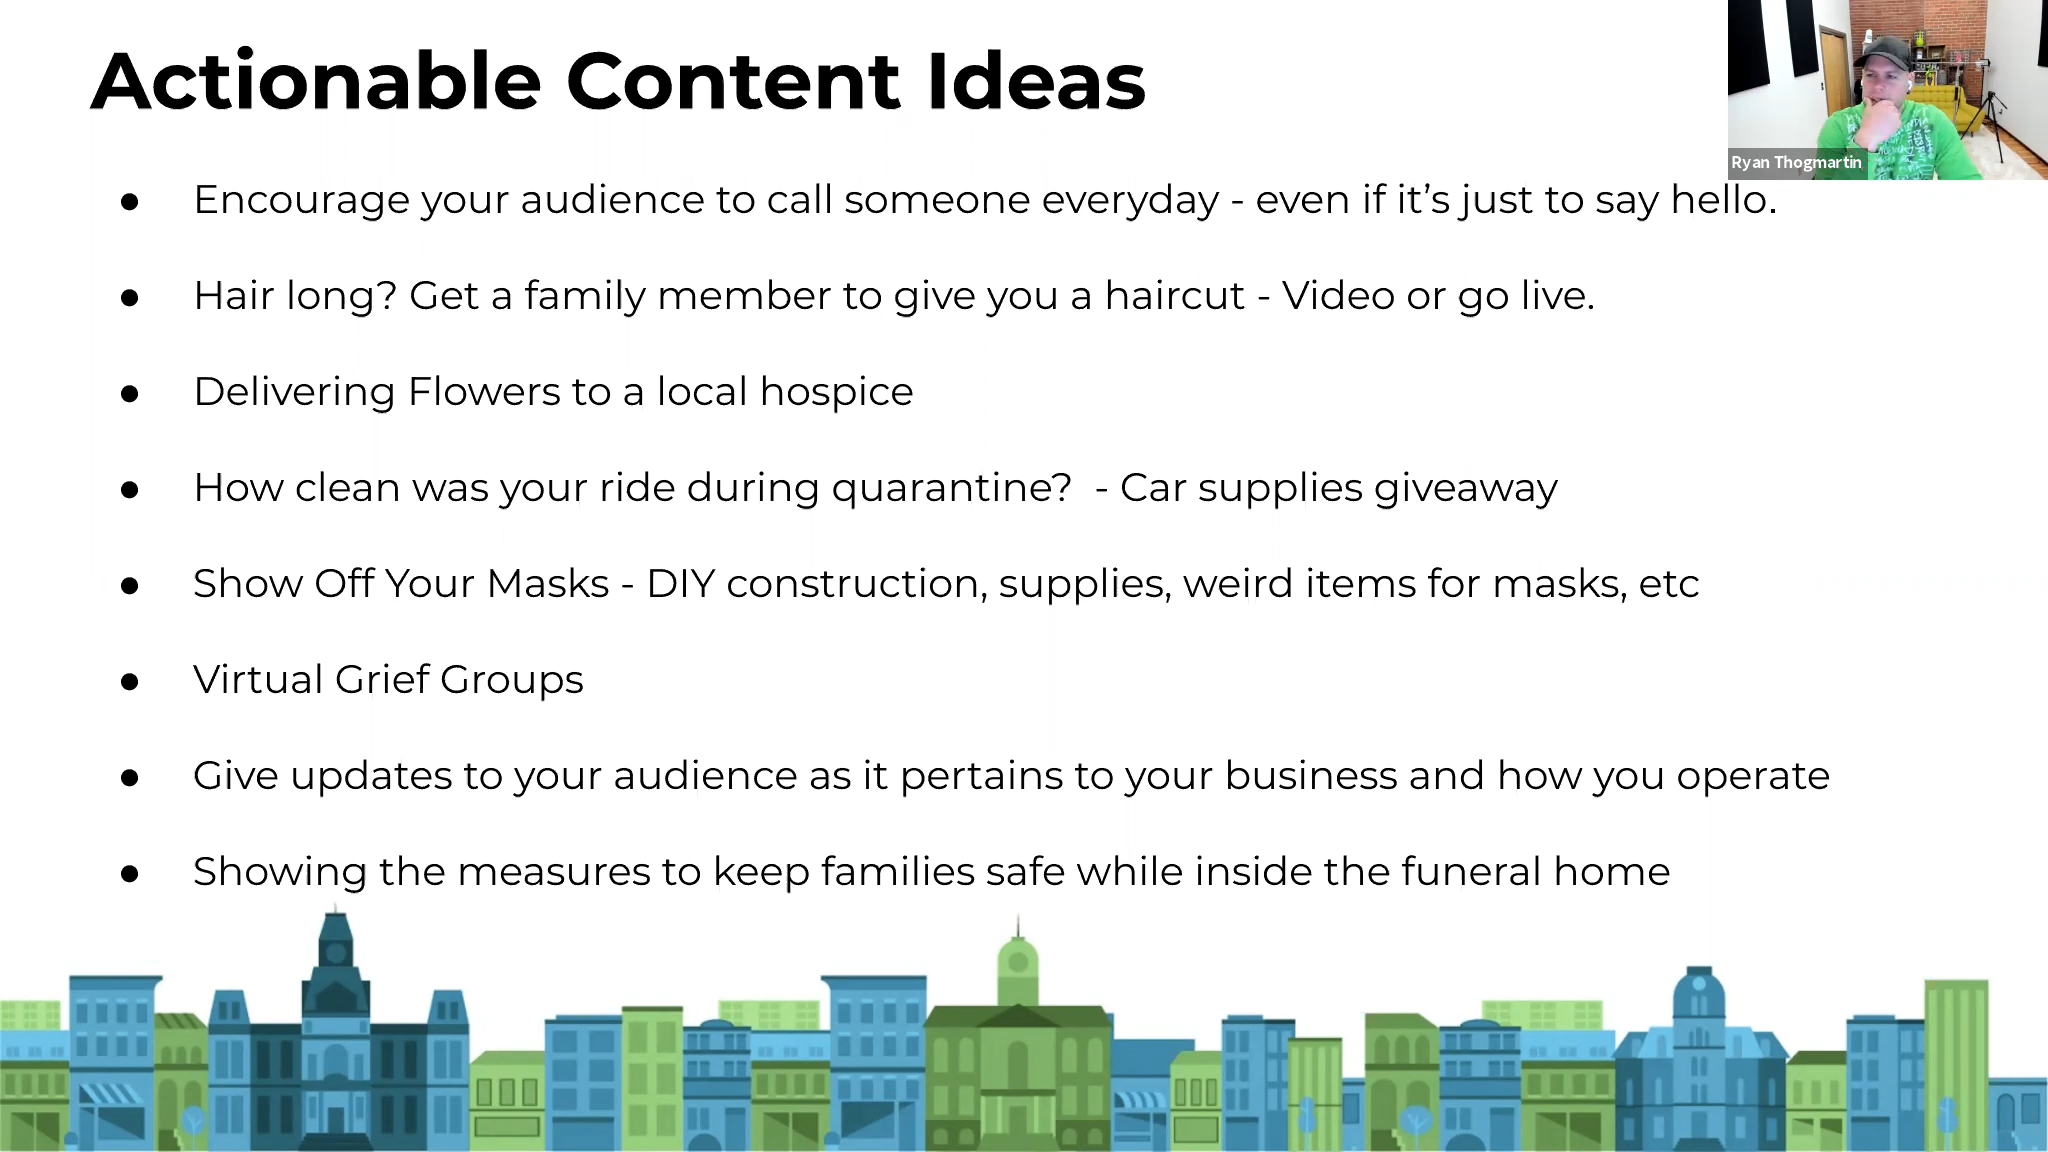 Actionable Content Ideas
Ryan Thogmartin
● Encourage your audience to call someone everyday - even if it’s just to say hello.
● Hair long? Get a family member to give you a haircut - Video or go live.
● Delivering Flowers to a local hospice
● How clean was your ride during quarantine?  - Car supplies giveaway
● Show Off Your Masks - DIY construction, supplies, weird items for masks, etc
● Virtual Grief Groups
● Give updates to your audience as it pertains to your business and how you operate
● Showing the measures to keep families safe while inside the funeral home